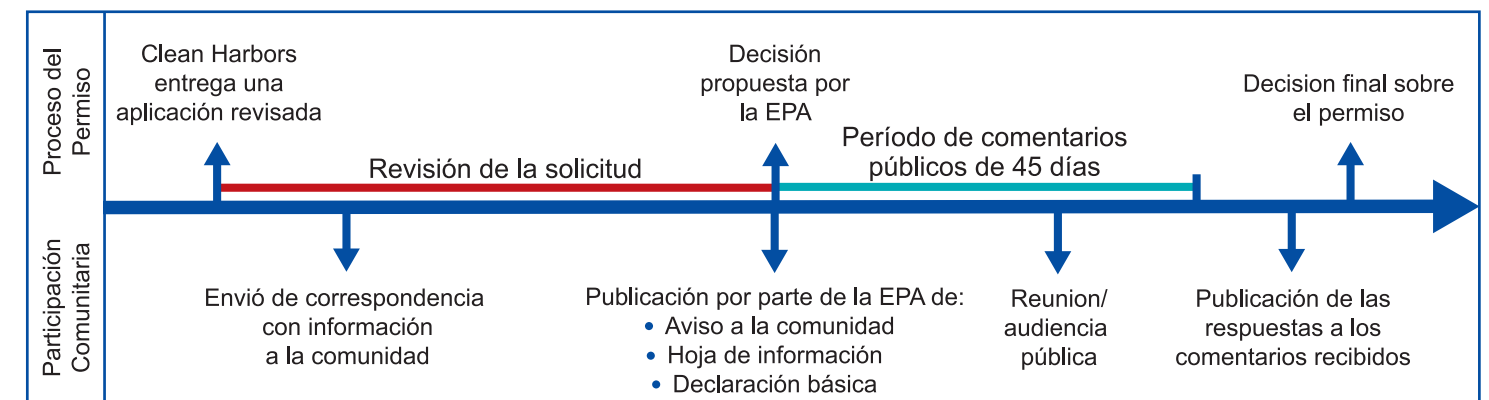 Proceso del
Permiso
Clean Harbors
entrega una
aplicación revisada
Revisión de la solicitud
Decisión
propuesta por
la EPA
Período de comentarios
públicos de 45 días
Decision final sobre
el permiso
Participación
Comunitaria
Envió de correspondencia
con información
a la comunidad
Publicación por parte de la EPA de:
• Aviso a la comunidad
• Hoja de información
• Declaración básica
Reunion/
audiencia
pública
Publicación de las
respuestas a los
comentarios recibidos